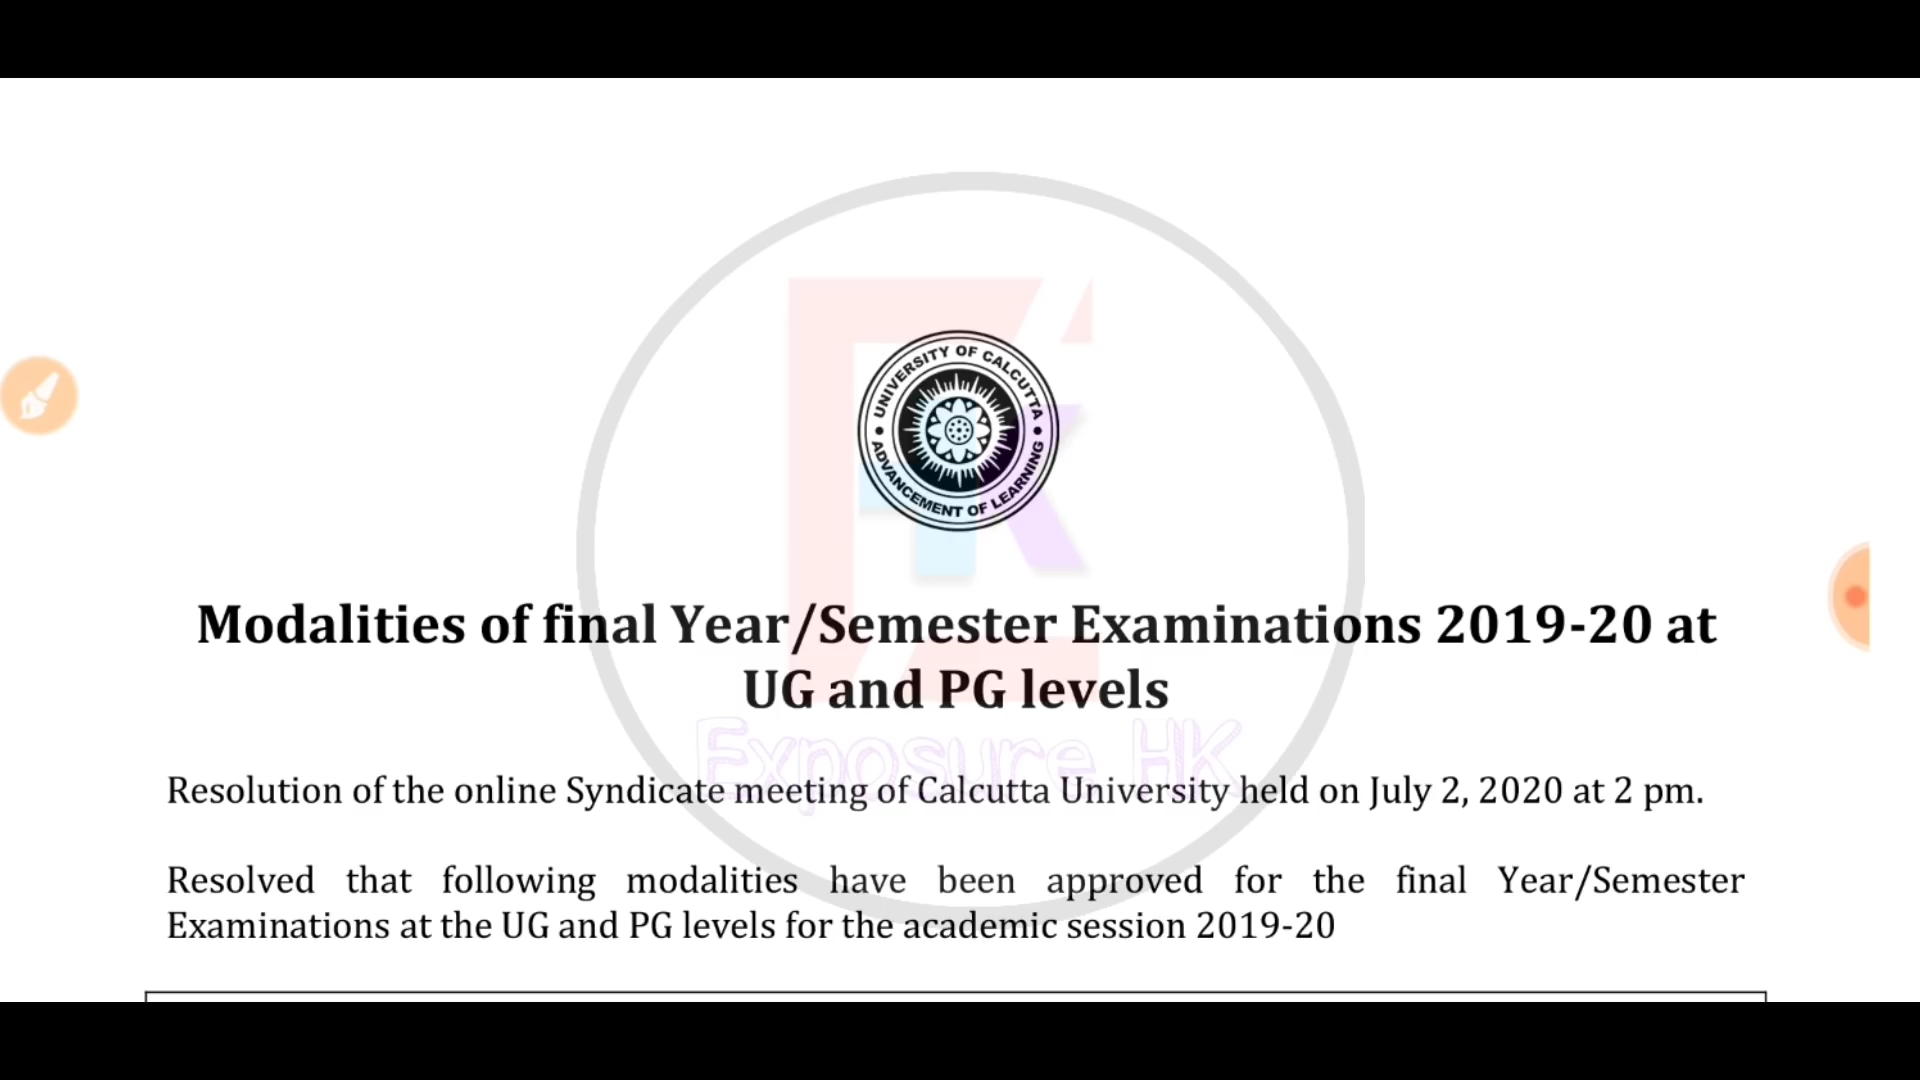 UNIVERSITY OF CALCUTTA
ADVANCEMENT OF LEARNING
Modalities of final Year/Semester Examinations 2019-20 at
UG and PG levels
Exposure HK
Resolution of the online Syndicate meeting of Calcutta University held on July 2, 2020 at 2 pm.
Resolved that following modalities have been approved for the final Year/Semester
Examinations at the UG and PG levels for the academic session 2019-20